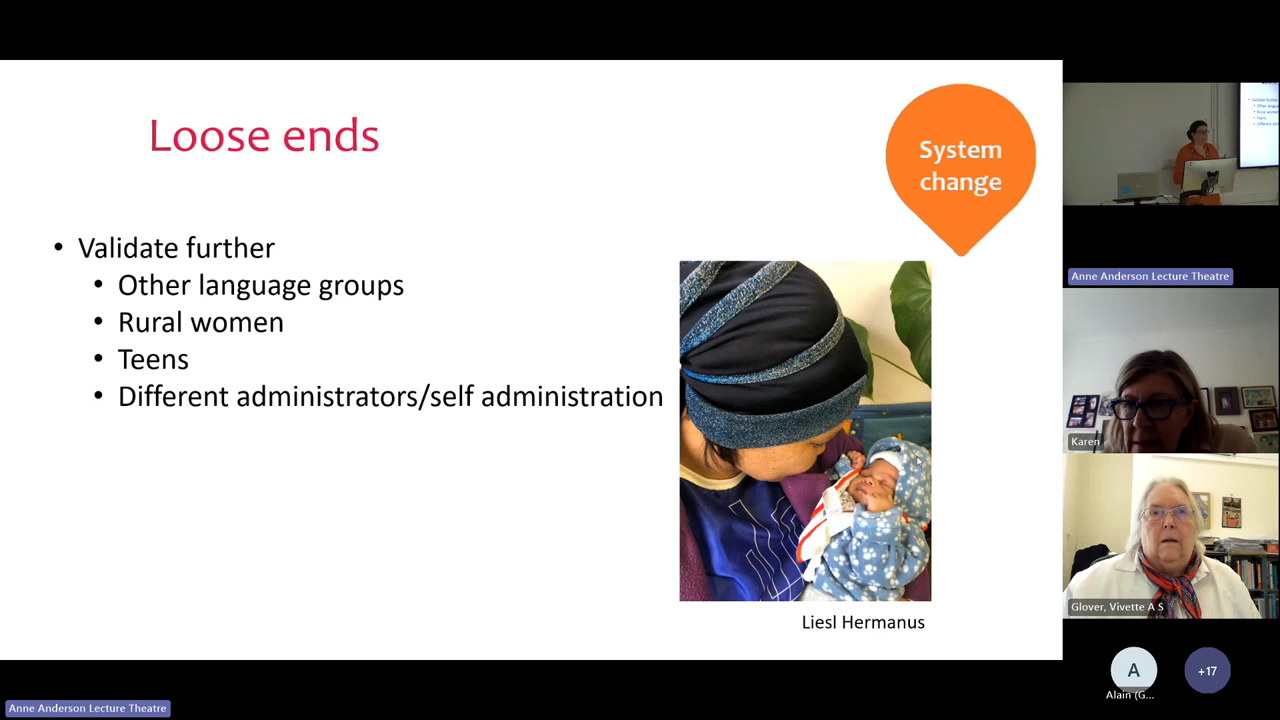 Loose ends
System
change
• Validate further
• Other language groups
• Rural women
• Teens
• Different administrators/self administration
Liesl Hermanus
Anne Anderson Lecture Theatre
Karen
Glover, Vivette A S
A
Alain (G...
+17
Anne Anderson Lecture Theatre